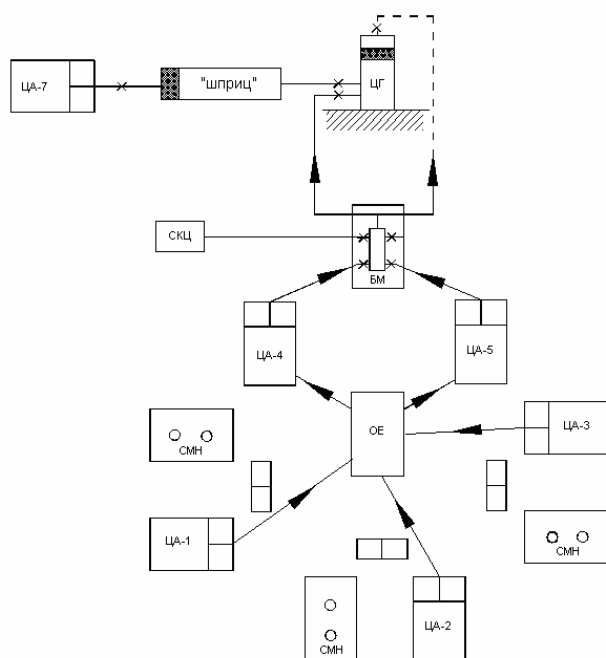 ЦА-7
"шприц"
ЦГ
СКЦ
БМ
ЦА-4
ЦА-5
ОЕ
ЦА-3
СМН
ЦА-1
СМН
ЦА-2
СМН